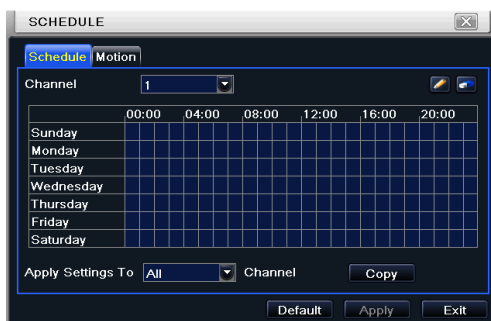 SCHEDULE
Schedule Motion
Channel 1
00:00 04:00 08:00 12:00 16:00 20:00
Sunday
Monday
Tuesday
Wednesday
Thursday
Friday
Saturday
Apply Settings To All Channel Copy
Default Apply Exit